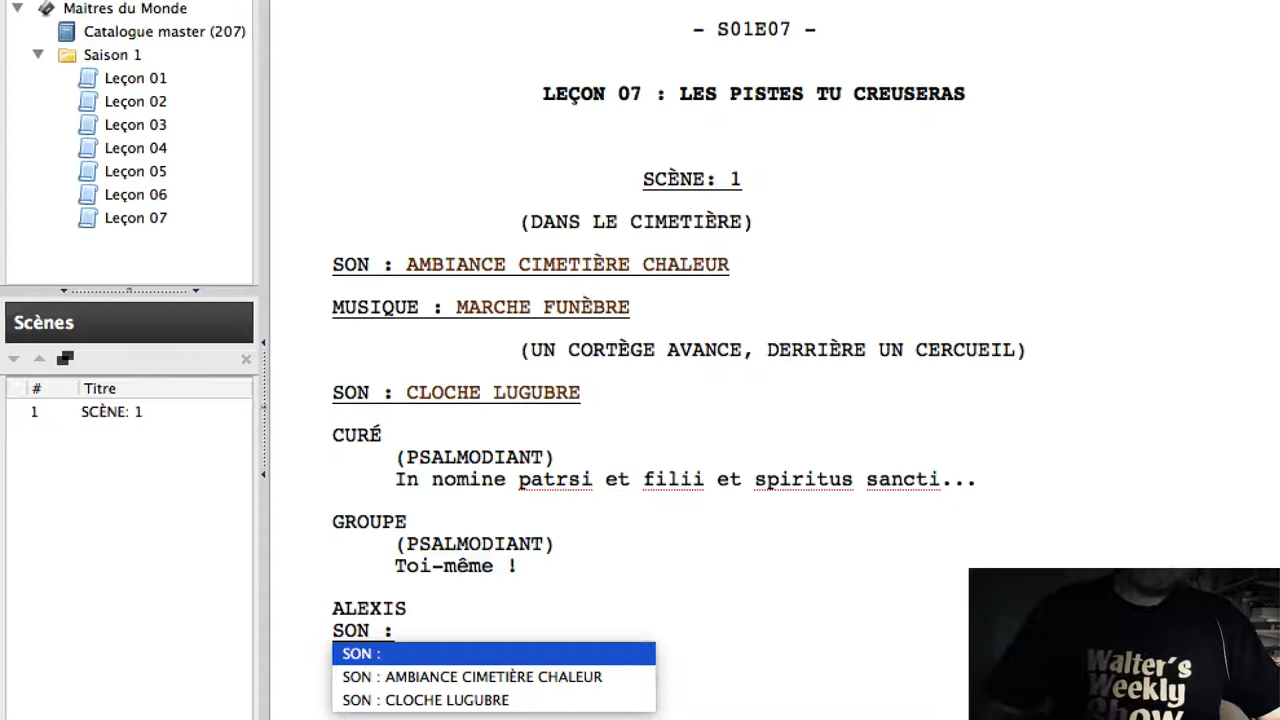 Maitres du Monde
Catalogue master (207)
Saison 1
Leçon 01
Leçon 02
Leçon 03
Leçon 04
Leçon 05
Leçon 06
Leçon 07
Scènes
# Titre
1 SCÈNE: 1
- S01E07 -
LEÇON 07 : LES PISTES TU CREUSERAS
SCÈNE: 1
(DANS LE CIMETIÈRE)
SON : AMBIANCE CIMETIÈRE CHALEUR
MUSIQUE : MARCHE FUNÈBRE
(UN CORTÈGE AVANCE, DERRIÈRE UN CERCUEIL)
SON : CLOCHE LUGUBRE
CURÉ
(PSALMODIANT)
In nomine patrsi et filii et spiritus sancti...
GROUPE
(PSALMODIANT)
Toi-même !
ALEXIS
SON :
SON :
SON : AMBIANCE CIMETIÈRE CHALEUR
SON : CLOCHE LUGUBRE
Walter's
Weekly
Show